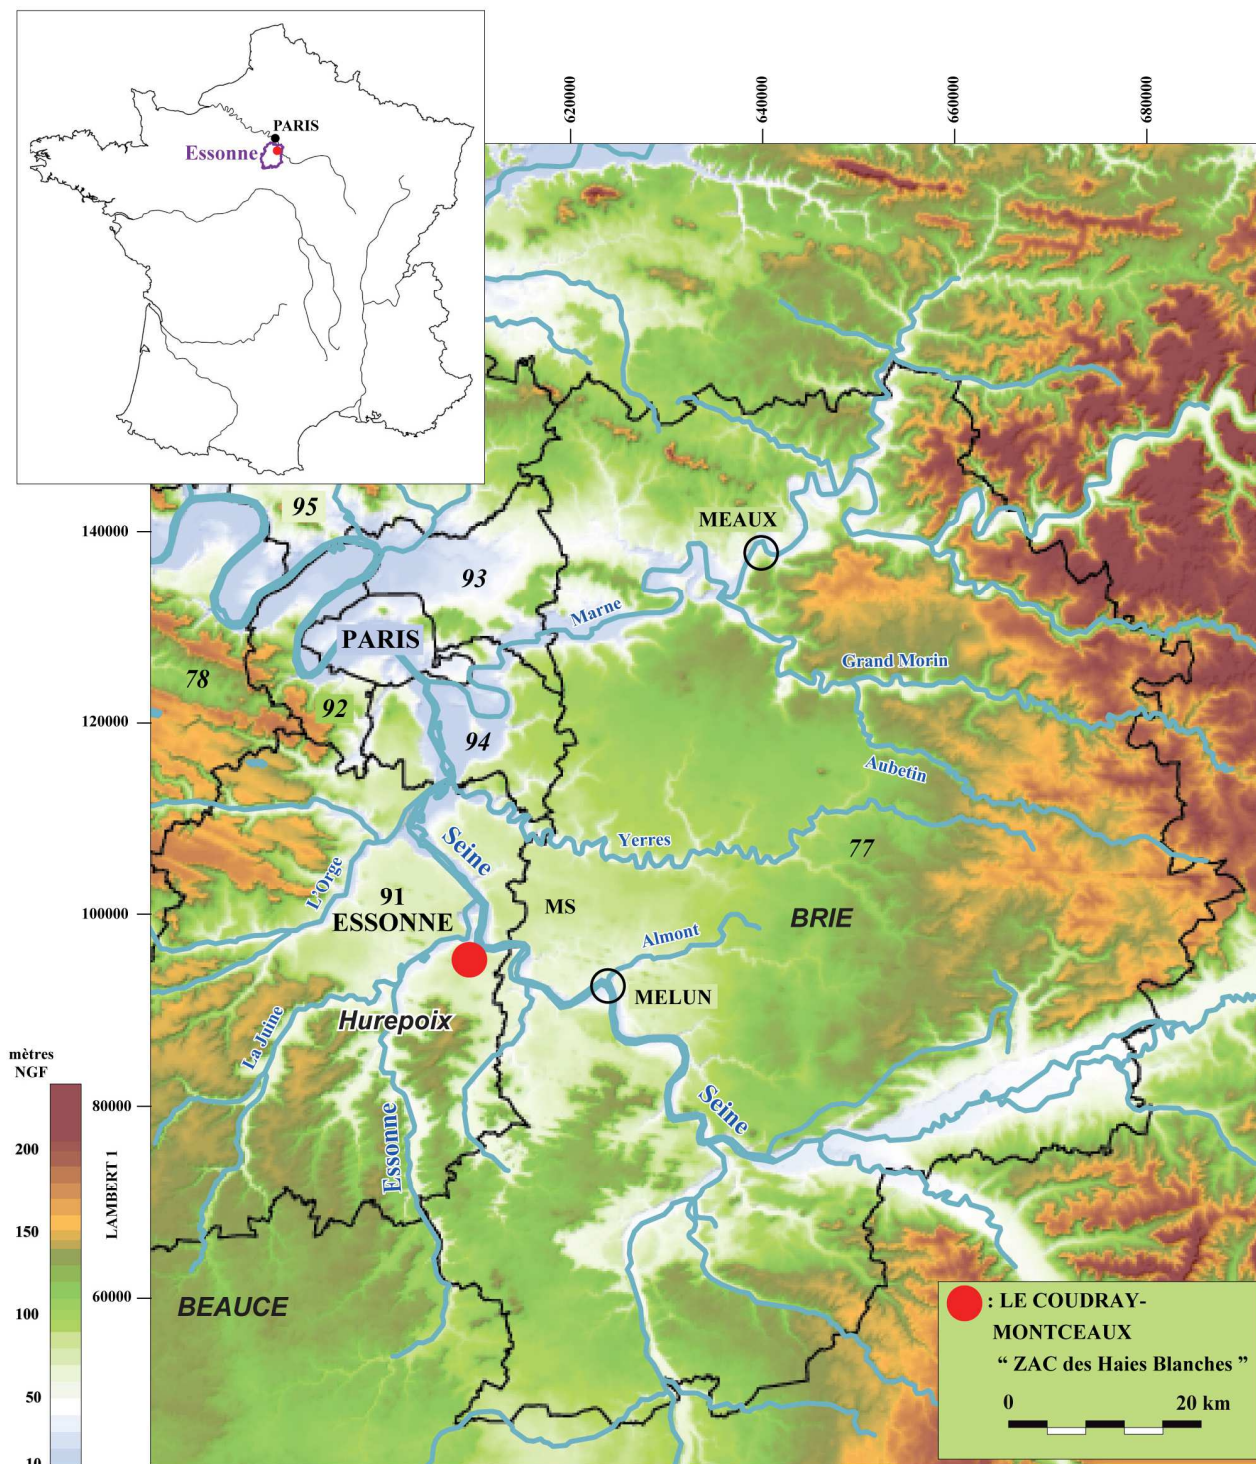 PARIS
Essonne
620000
640000
660000
680000
95
140000
MEAUX
93
Marne
PARIS
78
Grand Morin
92
120000
94
Aubetin
Seine
Yerres
77
L'Orge
91
ESSONNE
MS
100000
BRIE
Almont
MELUN
Hurepoix
La Juine
mètres
NGF
80000
Seine
Essonne
200
LAMBERT 1
150
100
60000
BEAUCE
50
10
: LE COUDRAY-
MONTCEAUX
“ ZAC des Haies Blanches ”
0 20 km